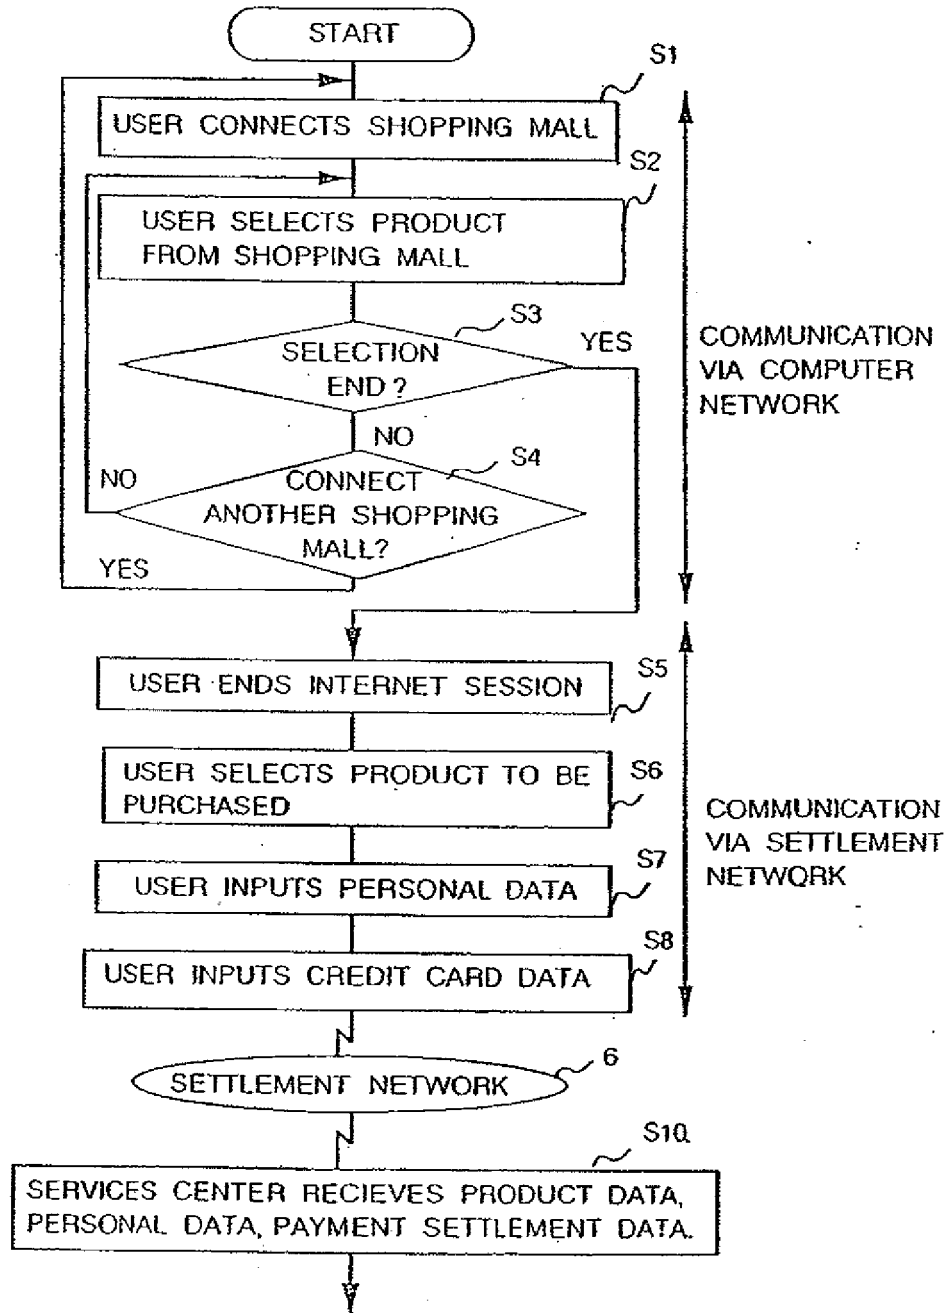 START
S1
USER CONNECTS SHOPPING MALL
S2
USER SELECTS PRODUCT
FROM SHOPPING MALL
S3
SELECTION
END?
YES
NO
S4
CONNECT
ANOTHER SHOPPING
MALL?
NO
YES
COMMUNICATION
VIA COMPUTER
NETWORK
USER ENDS INTERNET SESSION
S5
USER SELECTS PRODUCT TO BE
PURCHASED
S6
USER INPUTS PERSONAL DATA
S7
USER INPUTS CREDIT CARD DATA
S8
COMMUNICATION
VIA SETTLEMENT
NETWORK
SETTLEMENT NETWORK
6
S10
SERVICES CENTER RECIEVES PRODUCT DATA,
PERSONAL DATA, PAYMENT SETTLEMENT DATA.